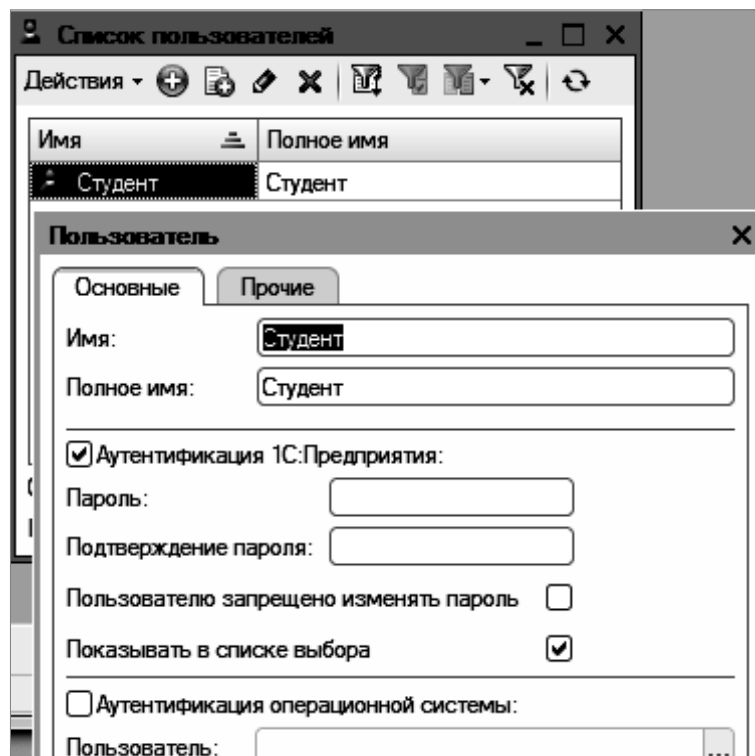 Список пользователей
Действия
Имя Полное имя
Студент Студент
Пользователь
Основные Прочие
Имя: Студент
Полное имя: Студент
Аутентификация 1С:Предприятия:
Пароль:
Подтверждение пароля:
Пользователю запрещено изменять пароль
Показывать в списке выбора
Аутентификация операционной системы:
Пользователь: ...